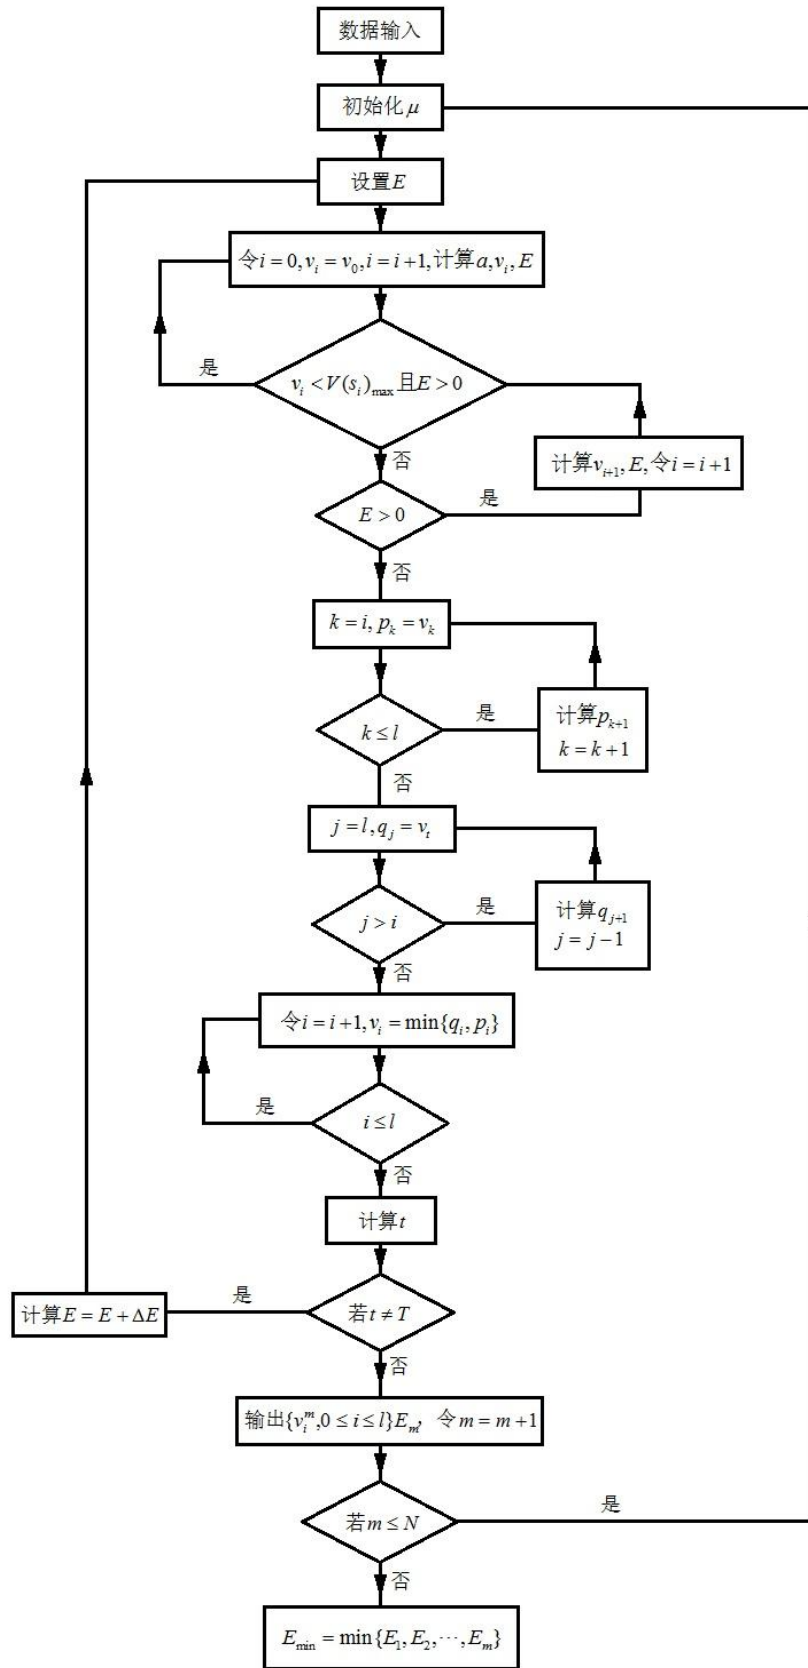 数据输入
初始化μ
设置E
令i=0,v_i=v_0,i=i+1,计算a,v_i,E
v_i<V(s_i)_max且E>0
是
否
计算v_{i+1},E,令i=i+1
E>0
是
否
k=i,p_k=v_k
k≤l
是
计算p_{k+1}
k=k+1
否
j=l,q_j=v_t
j>i
是
计算q_{j+1}
j=j-1
否
令i=i+1,v_i=min{q_i,p_i}
i≤l
是
否
计算t
若t≠T
是
计算E=E+ΔE
否
输出{v_i^m,0≤i≤l}E_m,令m=m+1
若m≤N
是
否
E_min=min{E_1,E_2,⋯,E_m}